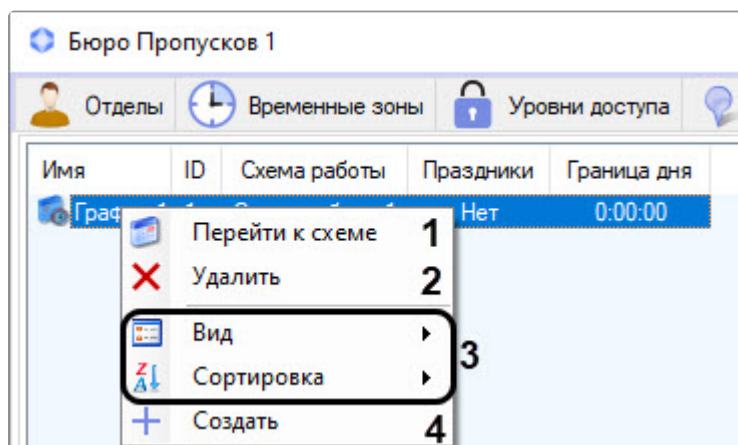 Бюро Пропусков 1
Отделы Временные зоны Уровни доступа
Имя ID Схема работы Праздники Граница дня
Нет 0:00:00
Перейти к схеме 1
Удалить 2
Вид
3
Сортировка
Создать 4